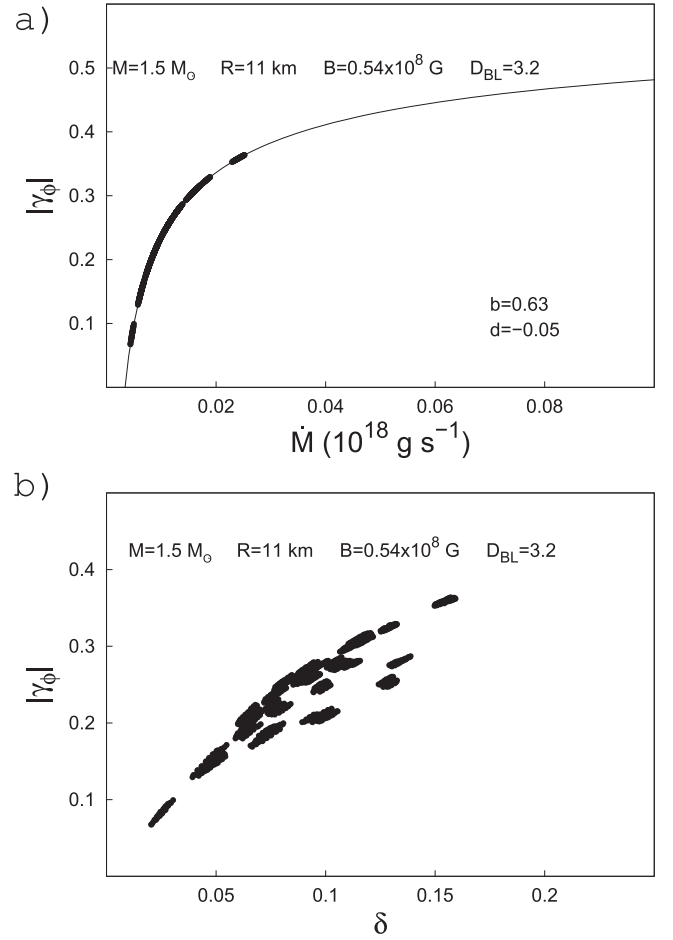 a)
M=1.5 M☉ R=11 km B=0.54x10⁸ G D_BL=3.2
0.5
0.4
0.3
0.2
0.1
|γ_ϕ|
b=0.63
d=−0.05
0.02 0.04 0.06 0.08
Ṁ (10¹⁸ g s⁻¹)
b)
M=1.5 M☉ R=11 km B=0.54x10⁸ G D_BL=3.2
0.4
0.3
0.2
0.1
|γ_ϕ|
0.05 0.1 0.15 0.2
δ